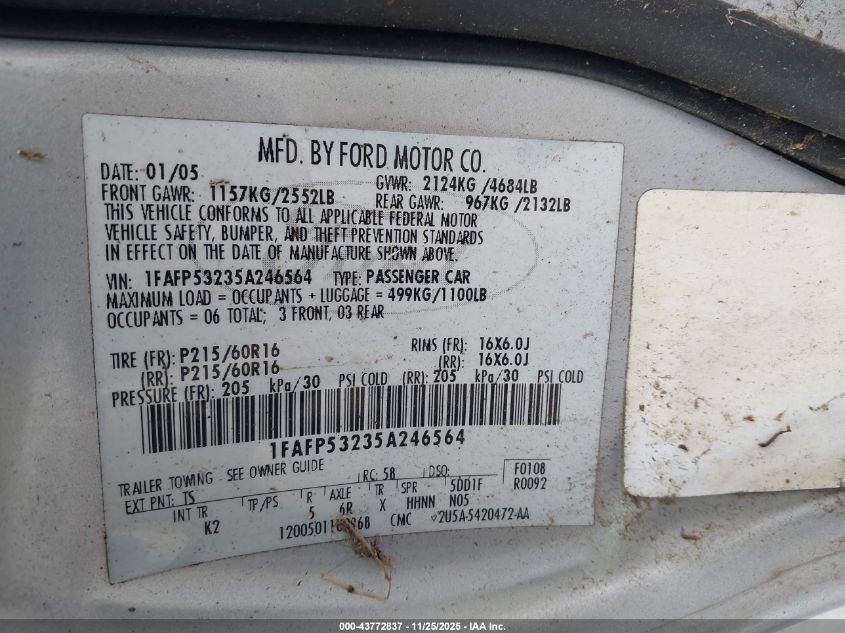 MFD. BY FORD MOTOR CO.
DATE: 01/05 GVWR: 2124KG /4684LB
FRONT GAWR: 1157KG/2552LB REAR GAWR: 967KG /2132LB
THIS VEHICLE CONFORMS TO ALL APPLICABLE FEDERAL MOTOR
VEHICLE SAFETY, BUMPER, AND THEFT PREVENTION STANDARDS
IN EFFECT ON THE DATE OF MANUFACTURE SHOWN ABOVE.
VIN: 1FAFP53235A246564 TYPE: PASSENGER CAR
MAXIMUM LOAD = OCCUPANTS + LUGGAGE = 499KG/1100LB
OCCUPANTS = 06 TOTAL; 3 FRONT, 03 REAR
TIRE (FR): P215/60R16 RIMS (FR): 16X6.0J
(RR): P215/60R16 (RR): 16X6.0J
PRESSURE (FR): 205 kPa/30 PSI COLD (RR): 205 kPa/30 PSI COLD
1FAFP53235A246564
TRAILER TOWING SEE OWNER GUIDE RC: 58 DSO: F0108
EXT PNT: TS 5DD1F R0092
INT TR TP/PS R AXLE TR SPR
K2 5 6R X HHNN N05
CMC 2U5A-5420472-AA
000-43772837 - 11/25/2025 - IAA Inc.